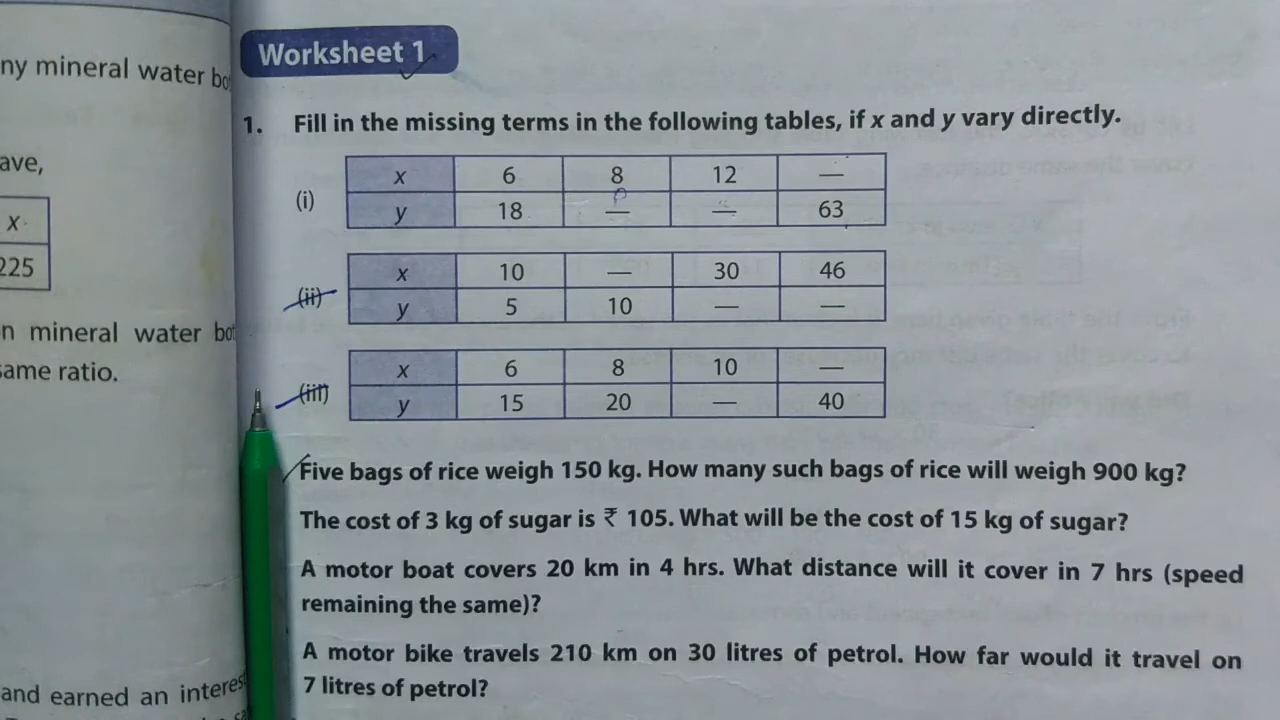 ny mineral water
ave,
x
225
n mineral water
same ratio.
and earned an
Worksheet 1
1. Fill in the missing terms in the following tables, if x and y vary directly.
(i)
x 6 8 12 —
y 18 — — 63
(ii)
x 10 — 30 46
y 5 10 — —
(iii)
x 6 8 10 —
y 15 20 — 40
Five bags of rice weigh 150 kg. How many such bags of rice will weigh 900 kg?
The cost of 3 kg of sugar is ₹ 105. What will be the cost of 15 kg of sugar?
A motor boat covers 20 km in 4 hrs. What distance will it cover in 7 hrs (speed
remaining the same)?
A motor bike travels 210 km on 30 litres of petrol. How far would it travel on
7 litres of petrol?